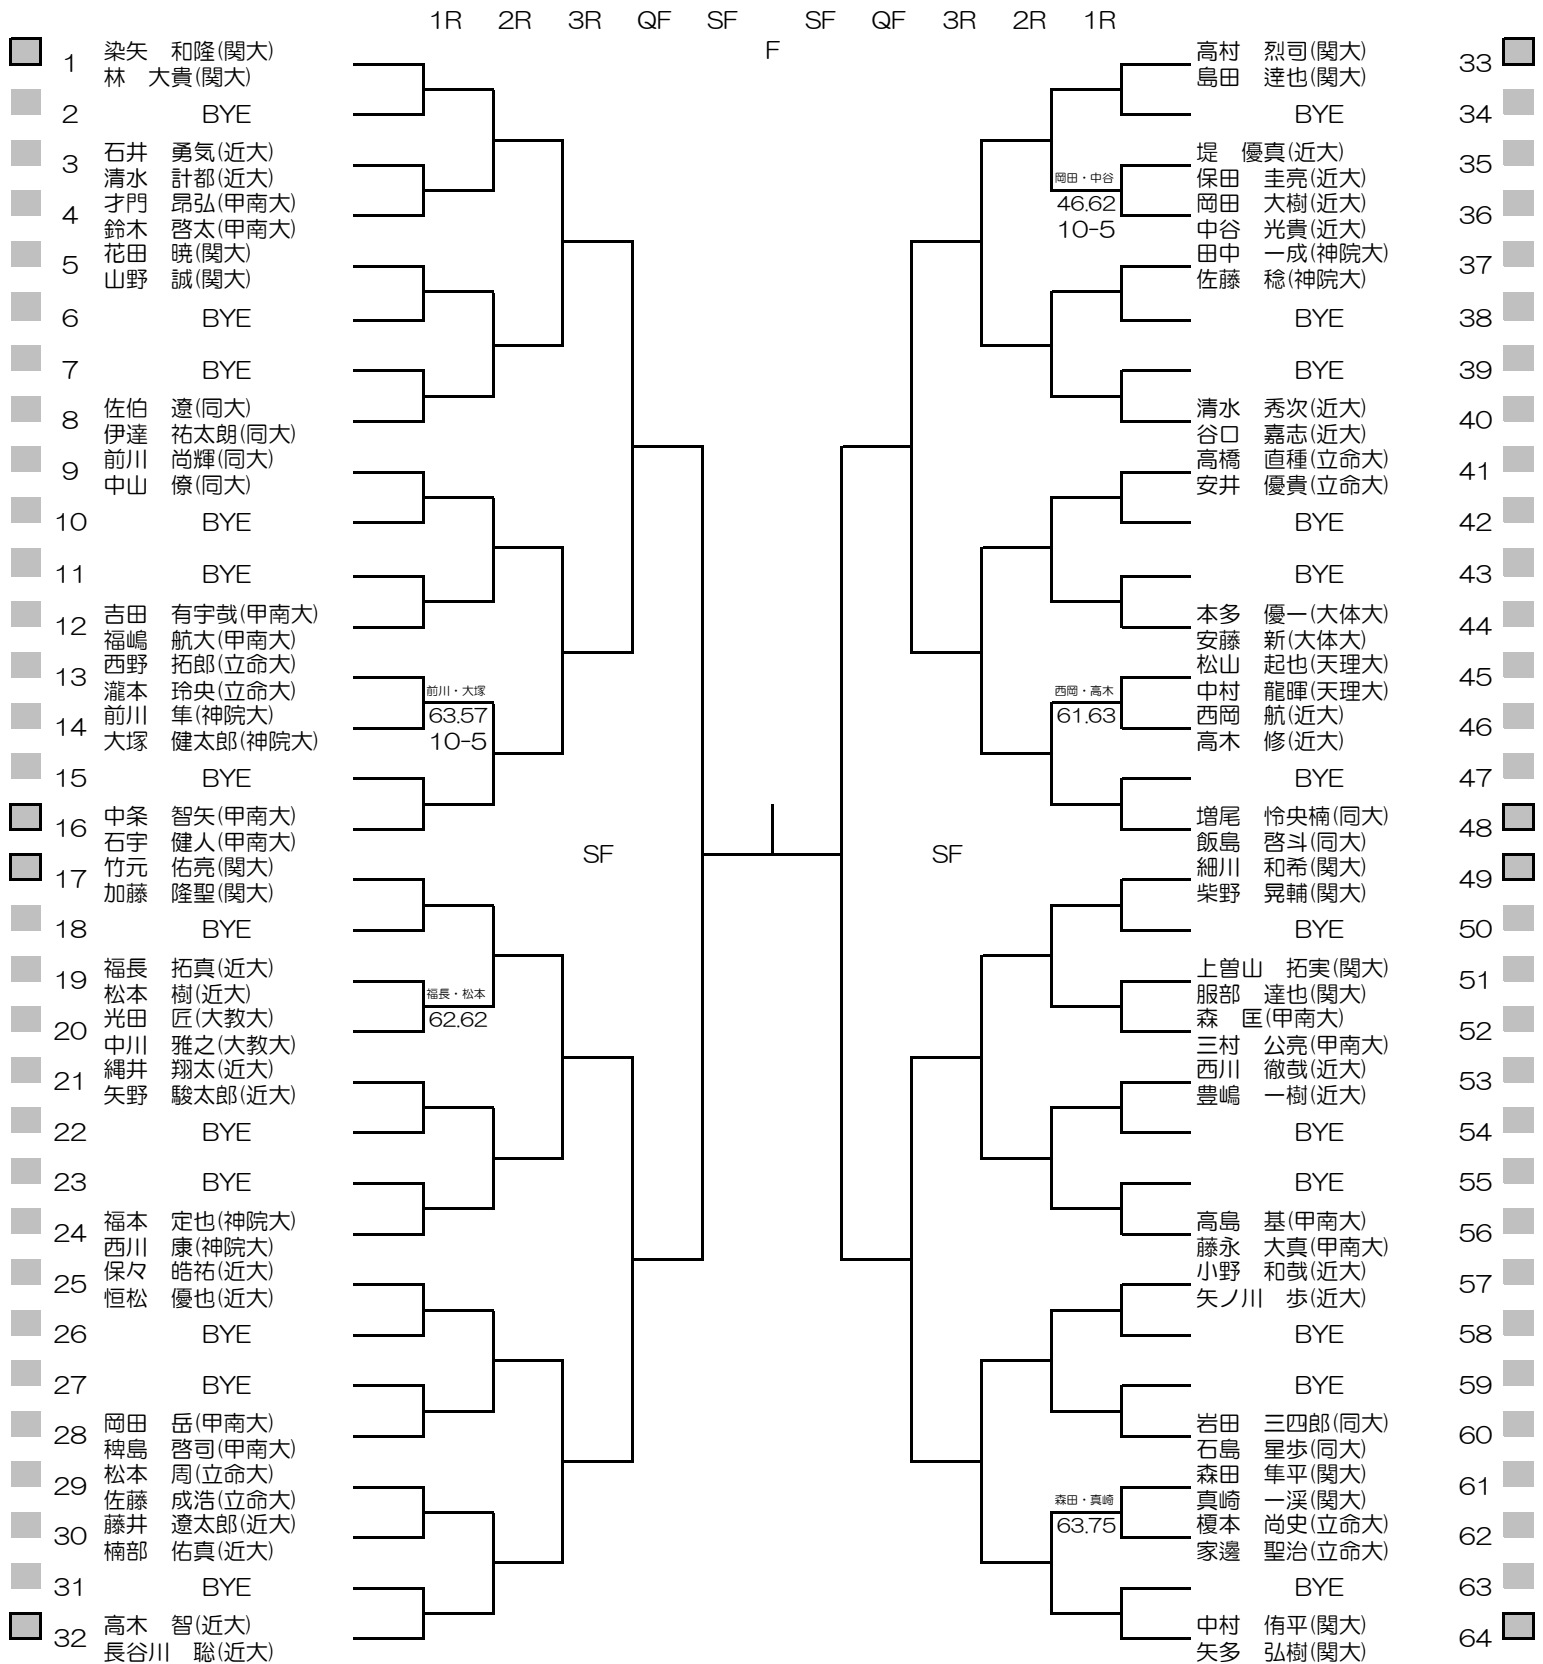 1R 2R 3R QF SF SF QF 3R 2R 1R
F
1 染矢 和隆(関大)
林 大貴(関大)
2 BYE
3 石井 勇気(近大)
清水 計都(近大)
4 才門 昂弘(甲南大)
鈴木 啓太(甲南大)
5 花田 暁(関大)
山野 誠(関大)
6 BYE
7 BYE
8 佐伯 遼(同大)
伊達 祐太朗(同大)
9 前川 尚輝(同大)
中山 僚(同大)
10 BYE
11 BYE
12 吉田 有宇哉(甲南大)
福嶋 航大(甲南大)
13 西野 拓郎(立命大)
瀧本 玲央(立命大)
14 前川 隼(神院大)
大塚 健太郎(神院大)
前川・大塚
63.57
10-5
15 BYE
16 中条 智矢(甲南大)
石宇 健人(甲南大)
SF
17 竹元 佑亮(関大)
加藤 隆聖(関大)
18 BYE
19 福長 拓真(近大)
松本 樹(近大)
20 光田 匠(大教大)
中川 雅之(大教大)
福長・松本
62.62
21 縄井 翔太(近大)
矢野 駿太郎(近大)
22 BYE
23 BYE
24 福本 定也(神院大)
西川 康(神院大)
25 保々 皓祐(近大)
恒松 優也(近大)
26 BYE
27 BYE
28 岡田 岳(甲南大)
稗島 啓司(甲南大)
29 松本 周(立命大)
佐藤 成浩(立命大)
30 藤井 遼太郎(近大)
楠部 佑真(近大)
31 BYE
32 高木 智(近大)
長谷川 聡(近大)
高村 烈司(関大) 33
島田 達也(関大)
BYE 34
堤 優真(近大) 35
保田 圭亮(近大)
岡田 大樹(近大) 36
中谷 光貴(近大)
岡田・中谷
46.62
10-5
田中 一成(神院大) 37
佐藤 稔(神院大)
BYE 38
BYE 39
清水 秀次(近大) 40
谷口 嘉志(近大)
高橋 直種(立命大) 41
安井 優貴(立命大)
BYE 42
BYE 43
本多 優一(大体大) 44
安藤 新(大体大)
松山 起也(天理大) 45
中村 龍暉(天理大)
西岡 航(近大) 46
高木 修(近大)
西岡・高木
61.63
BYE 47
増尾 怜央楠(同大) 48
飯島 啓斗(同大)
SF
細川 和希(関大) 49
柴野 晃輔(関大)
BYE 50
上曽山 拓実(関大) 51
服部 達也(関大)
森 匡(甲南大) 52
三村 公亮(甲南大)
西川 徹哉(近大) 53
豊嶋 一樹(近大)
BYE 54
BYE 55
高島 基(甲南大) 56
藤永 大真(甲南大)
小野 和哉(近大) 57
矢ノ川 歩(近大)
BYE 58
BYE 59
岩田 三四郎(同大) 60
石島 星歩(同大)
森田 隼平(関大) 61
真崎 一渓(関大)
榎本 尚史(立命大) 62
家邊 聖治(立命大)
森田・真崎
63.75
BYE 63
中村 侑平(関大) 64
矢多 弘樹(関大)